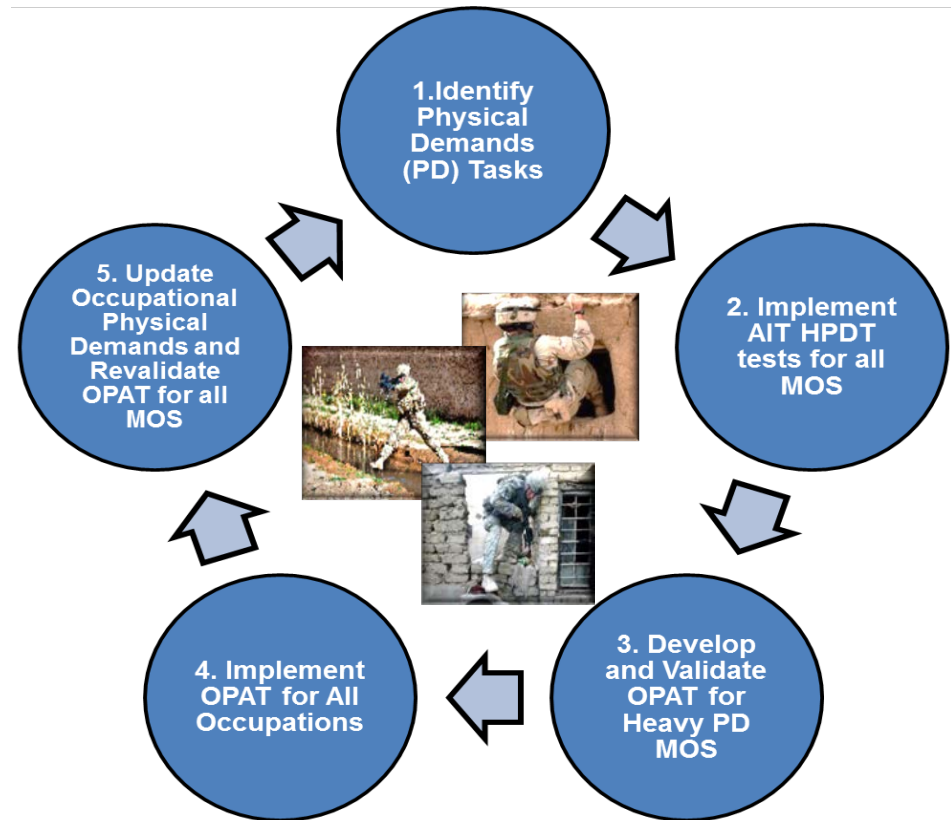 1.Identify
Physical
Demands
(PD) Tasks
2. Implement
AIT HPDT
tests for all
MOS
3. Develop
and Validate
OPAT for
Heavy PD
MOS
4. Implement
OPAT for All
Occupations
5. Update
Occupational
Physical
Demands and
Revalidate
OPAT for all
MOS